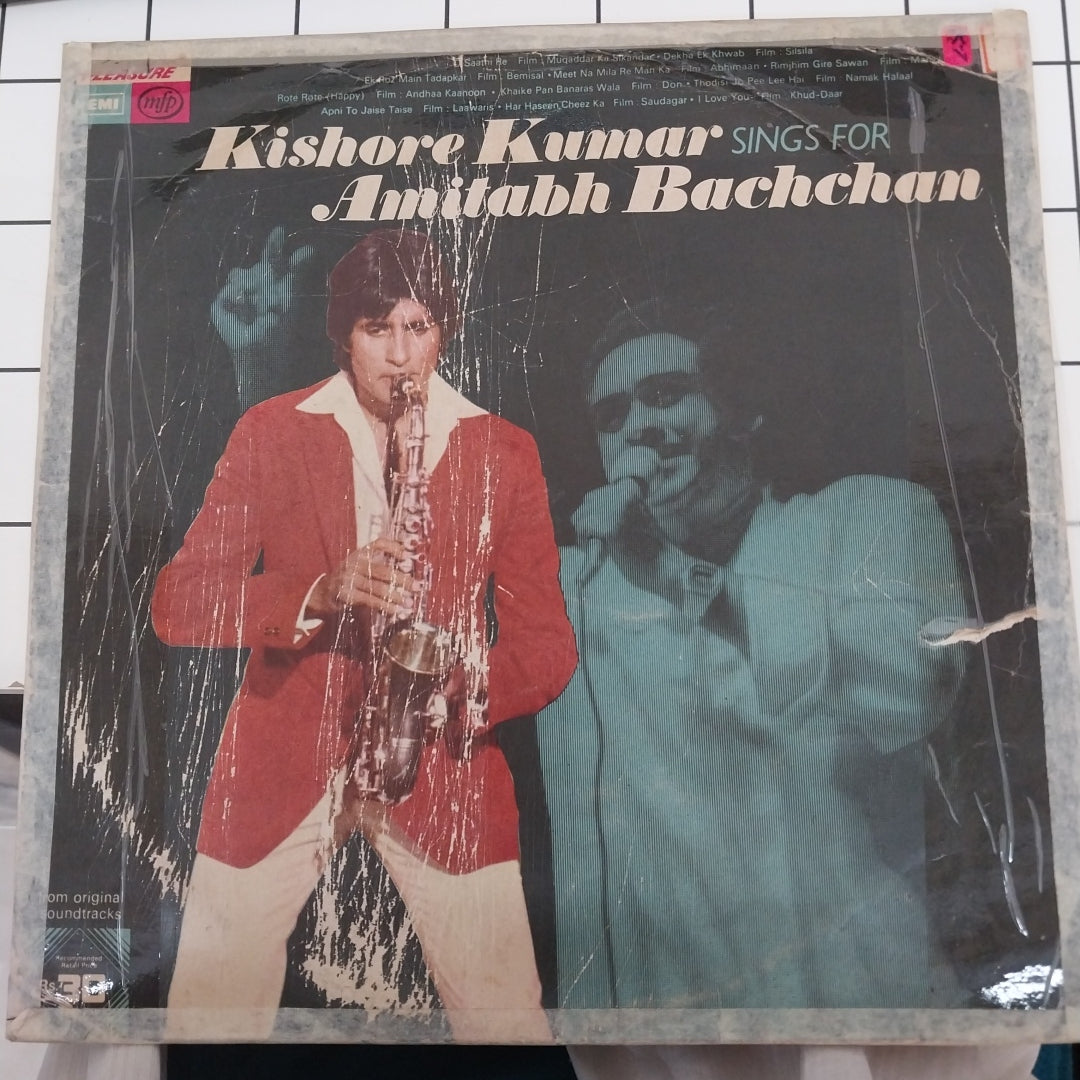 PLEASURE
EMI mfp
O Saathi Re Film : Muqaddar Ka Sikandar • Dekha Ek Khwab Film : Silsila
Ek Roz Main Tadapkar Film : Bemisal • Meet Na Mila Re Man Ka Film : Abhimaan • Rimjhim Gire Sawan Film :
Rote Rote (Happy) Film : Andhaa Kaanoon • Khaike Pan Banaras Wala Film : Don • Thodisi Jo Pee Lee Hai Film : Namak Halaal
Apni To Jaise Taise Film : Laawaris • Har Haseen Cheez Ka Film : Saudagar • I Love You- Film : Khud-Daar
Kishore Kumar SINGS FOR
Amitabh Bachchan
from original
soundtracks
Recommended
Retail Price
Rs.